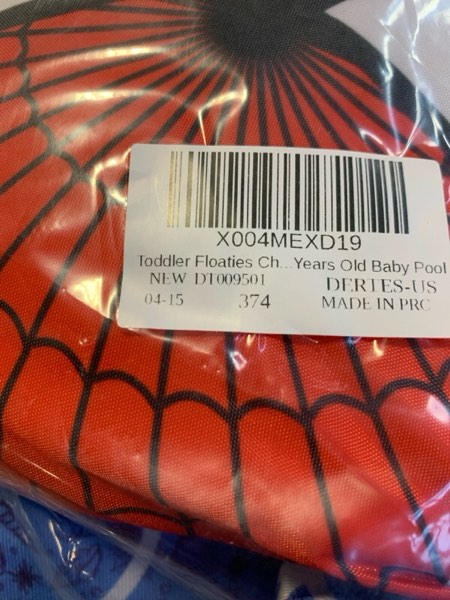 X004MEXD19
Toddler Floaties Ch...Years Old Baby Pool
NEW DT009501
DERTES-US
04-15 374 MADE IN PRC